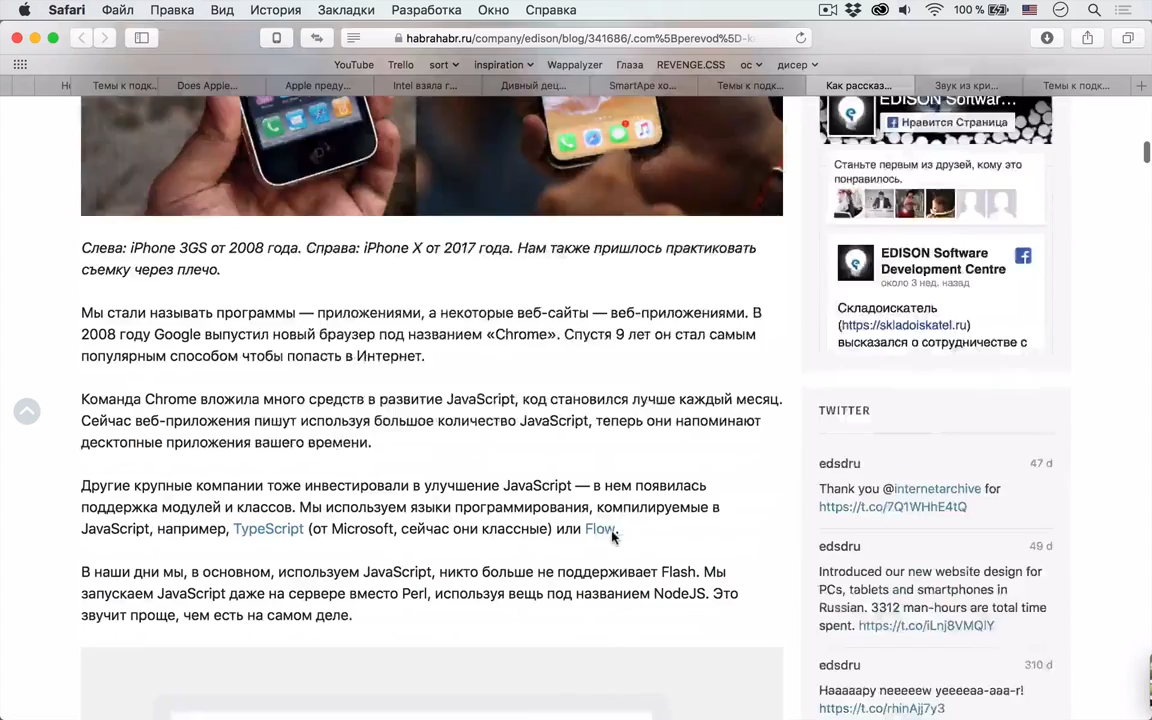 Safari Файл Правка Вид История Закладки Разработка Окно Справка 100 %
habrahabr.ru/company/edison/blog/341686/.com%5Bperevod%5D-k
YouTube Trello sort inspiration Wappalyzer Глаза REVENGE.CSS ос дисер
Темы к подк... Does Apple... Apple преду... Intel взяла г... Дивный дец... SmartApe хо... Темы к подк... Как рассказ... Звук из кри... Темы к подк...
EDISON Softwar...
Нравится Страница
Станьте первым из друзей, кому это
понравилось.
EDISON Software
Development Centre
около 3 нед. назад
Складоискатель
(https://skladoiskatel.ru)
высказался о сотрудничестве с
Слева: iPhone 3GS от 2008 года. Справа: iPhone X от 2017 года. Нам также пришлось практиковать
съемку через плечо.
Мы стали называть программы — приложениями, а некоторые веб-сайты — веб-приложениями. В
2008 году Google выпустил новый браузер под названием «Chrome». Спустя 9 лет он стал самым
популярным способом чтобы попасть в Интернет.
Команда Chrome вложила много средств в развитие JavaScript, код становился лучше каждый месяц.
Сейчас веб-приложения пишут используя большое количество JavaScript, теперь они напоминают
десктопные приложения вашего времени.
Другие крупные компании тоже инвестировали в улучшение JavaScript — в нем появилась
поддержка модулей и классов. Мы используем языки программирования, компилируемые в
JavaScript, например, TypeScript (от Microsoft, сейчас они классные) или Flow.
В наши дни мы, в основном, используем JavaScript, никто больше не поддерживает Flash. Мы
запускаем JavaScript даже на сервере вместо Perl, используя вещь под названием NodeJS. Это
звучит проще, чем есть на самом деле.
TWITTER
edsdru 47 d
Thank you @internetarchive for
https://t.co/7Q1WHhE4tQ
edsdru 49 d
Introduced our new website design for
PCs, tablets and smartphones in
Russian. 3312 man-hours are total time
spent. https://t.co/iLnj8VMQlY
edsdru 310 d
Haaaapy neeeeew yeeeeaa-aaa-r!
https://t.co/rhinAjj7y3